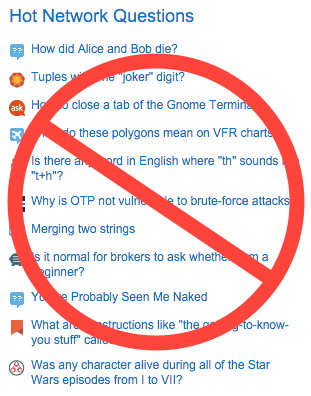 Hot Network Questions
?? How did Alice and Bob die?
Tuples with the "joker" digit?
ask How to close a tab of the Gnome Terminal
do these polygons mean on VFR charts
Is there any word in English where "th" sounds
"t+h"?
Why is OTP not vulnerable to brute-force attacks
Merging two strings
Is it normal for brokers to ask whether I'm a
beginner?
?? You've Probably Seen Me Naked
What are constructions like "the getting-to-know-
you stuff" called
Was any character alive during all of the Star
Wars episodes from I to VII?